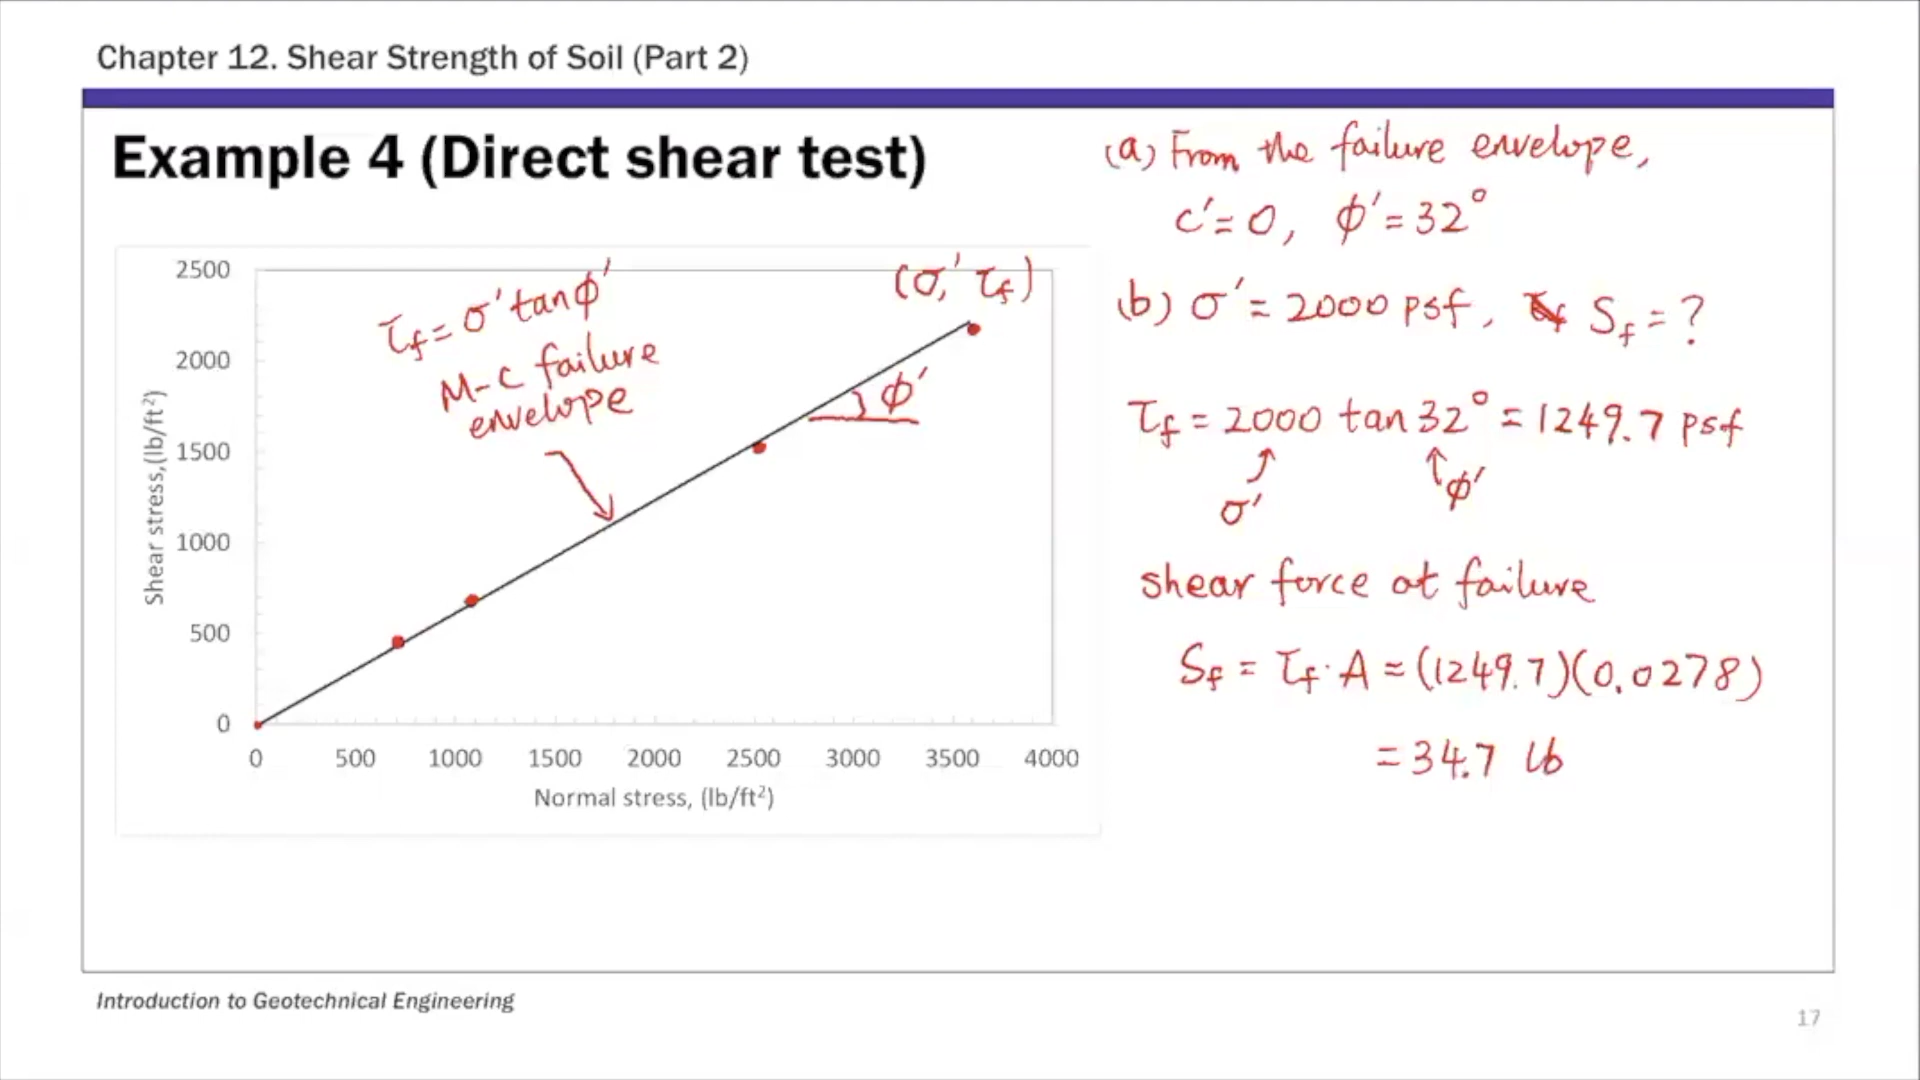 Chapter 12. Shear Strength of Soil (Part 2)
Example 4 (Direct shear test)
2500
2000
1500
1000
500
0
Shear stress,(lb/ft²)
0 500 1000 1500 2000 2500 3000 3500 4000
Normal stress, (lb/ft²)
τf = σ' tan ϕ'
M-C failure
envelope
(σ', τf)
ϕ'
(a) From the failure envelope,
c' = 0, ϕ' = 32°
(b) σ' = 2000 psf, Sf = ?
τf = 2000 tan 32° = 1249.7 psf
σ' ϕ'
shear force at failure
Sf = τf · A = (1249.7)(0.0278)
= 34.7 lb
Introduction to Geotechnical Engineering
17